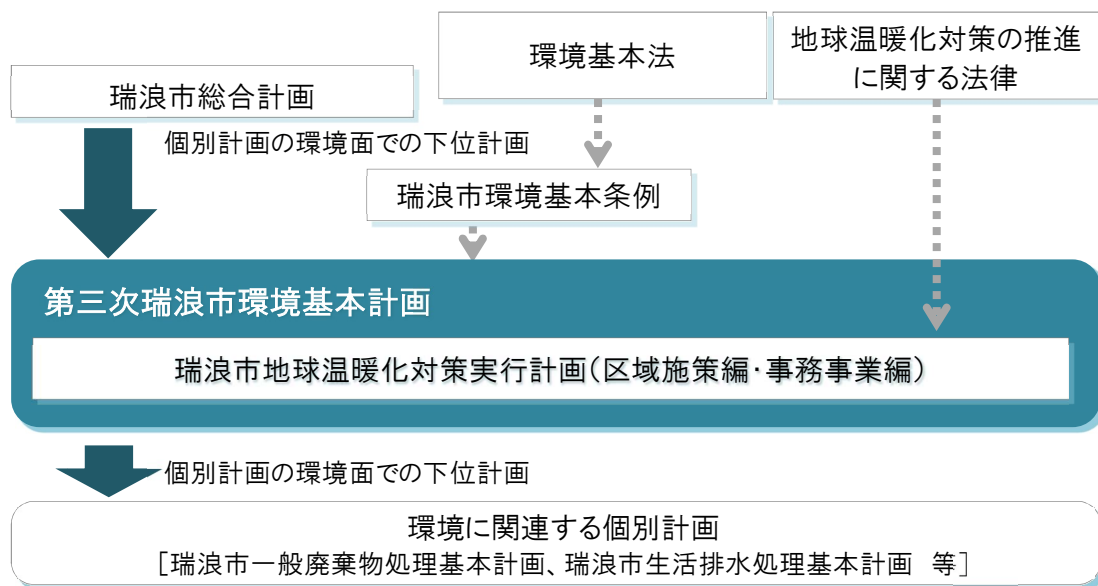 瑞浪市総合計画
環境基本法
地球温暖化対策の推進
に関する法律
個別計画の環境面での下位計画
瑞浪市環境基本条例
第三次瑞浪市環境基本計画
瑞浪市地球温暖化対策実行計画(区域施策編・事務事業編)
個別計画の環境面での下位計画
環境に関連する個別計画
[瑞浪市一般廃棄物処理基本計画、瑞浪市生活排水処理基本計画 等]